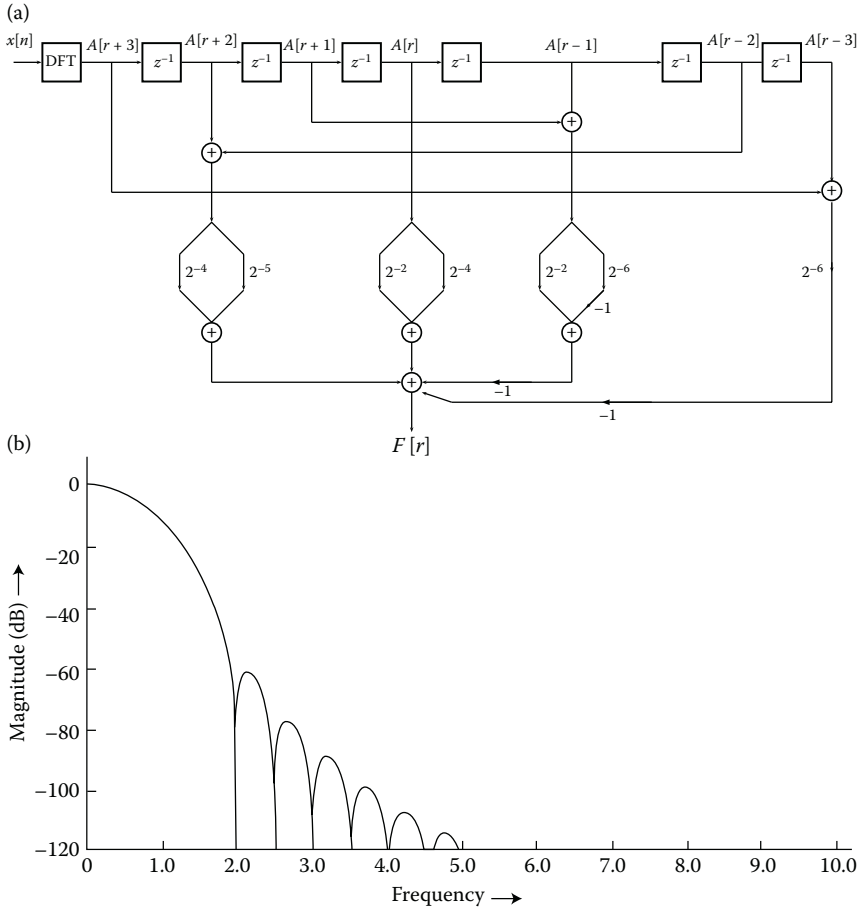 (a)
x[n] A[r + 3] A[r + 2] A[r + 1] A[r] A[r − 1] A[r − 2] A[r − 3]
DFT z⁻¹ z⁻¹ z⁻¹ z⁻¹ z⁻¹ z⁻¹
+
+
+
2⁻⁴ 2⁻⁵ 2⁻² 2⁻⁴ 2⁻² 2⁻⁶ 2⁻⁶
−1
+ + +
+ −1
−1
F [r]
(b)
0
−20
−40
−60
−80
−100
−120
Magnitude (dB)
0 1.0 2.0 3.0 4.0 5.0 6.0 7.0 8.0 9.0 10.0
Frequency